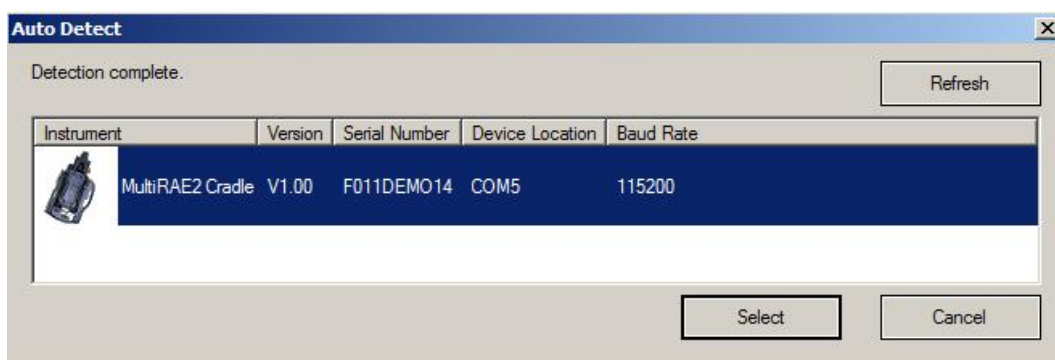 Auto Detect
Detection complete.
Refresh
Instrument Version Serial Number Device Location Baud Rate
MultiRAE2 Cradle V1.00 F011DEMO14 COM5 115200
Select Cancel